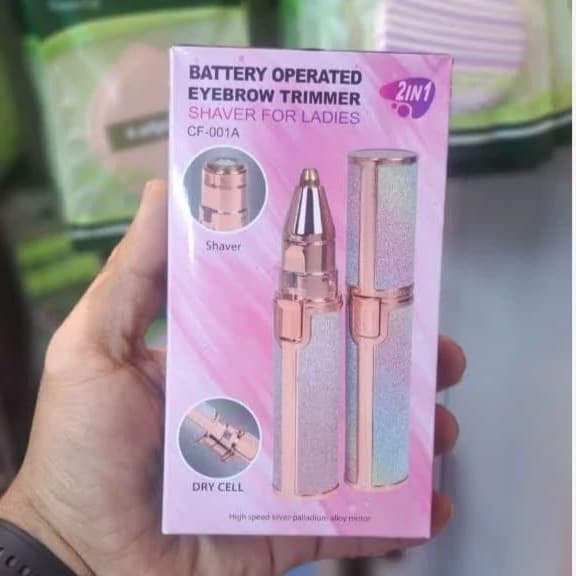 BATTERY OPERATED
EYEBROW TRIMMER
2IN1
SHAVER FOR LADIES
CF-001A
Shaver
DRY CELL
High speed silver-palladium alloy motor